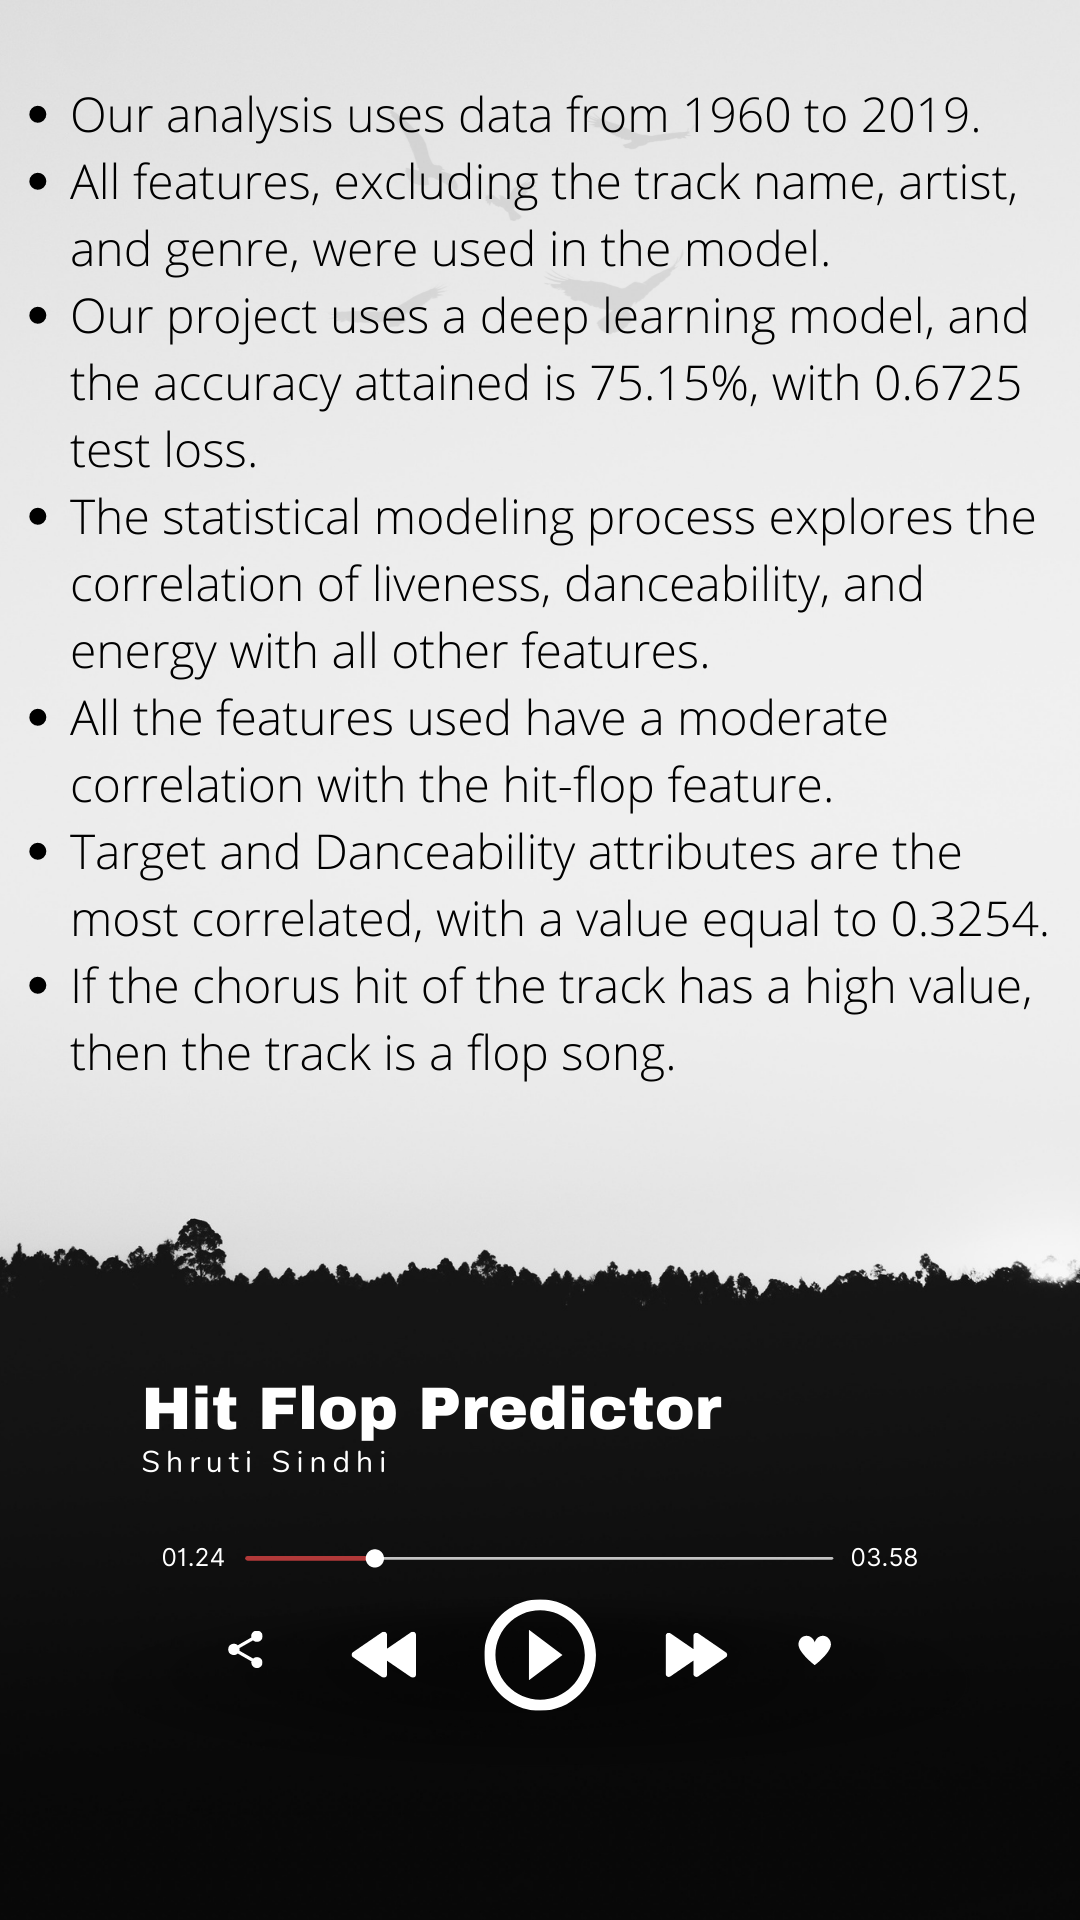 • Our analysis uses data from 1960 to 2019.
• All features, excluding the track name, artist,
and genre, were used in the model.
• Our project uses a deep learning model, and
the accuracy attained is 75.15%, with 0.6725
test loss.
• The statistical modeling process explores the
correlation of liveness, danceability, and
energy with all other features.
• All the features used have a moderate
correlation with the hit-flop feature.
• Target and Danceability attributes are the
most correlated, with a value equal to 0.3254.
• If the chorus hit of the track has a high value,
then the track is a flop song.
Hit Flop Predictor
Shruti Sindhi
01.24 03.58